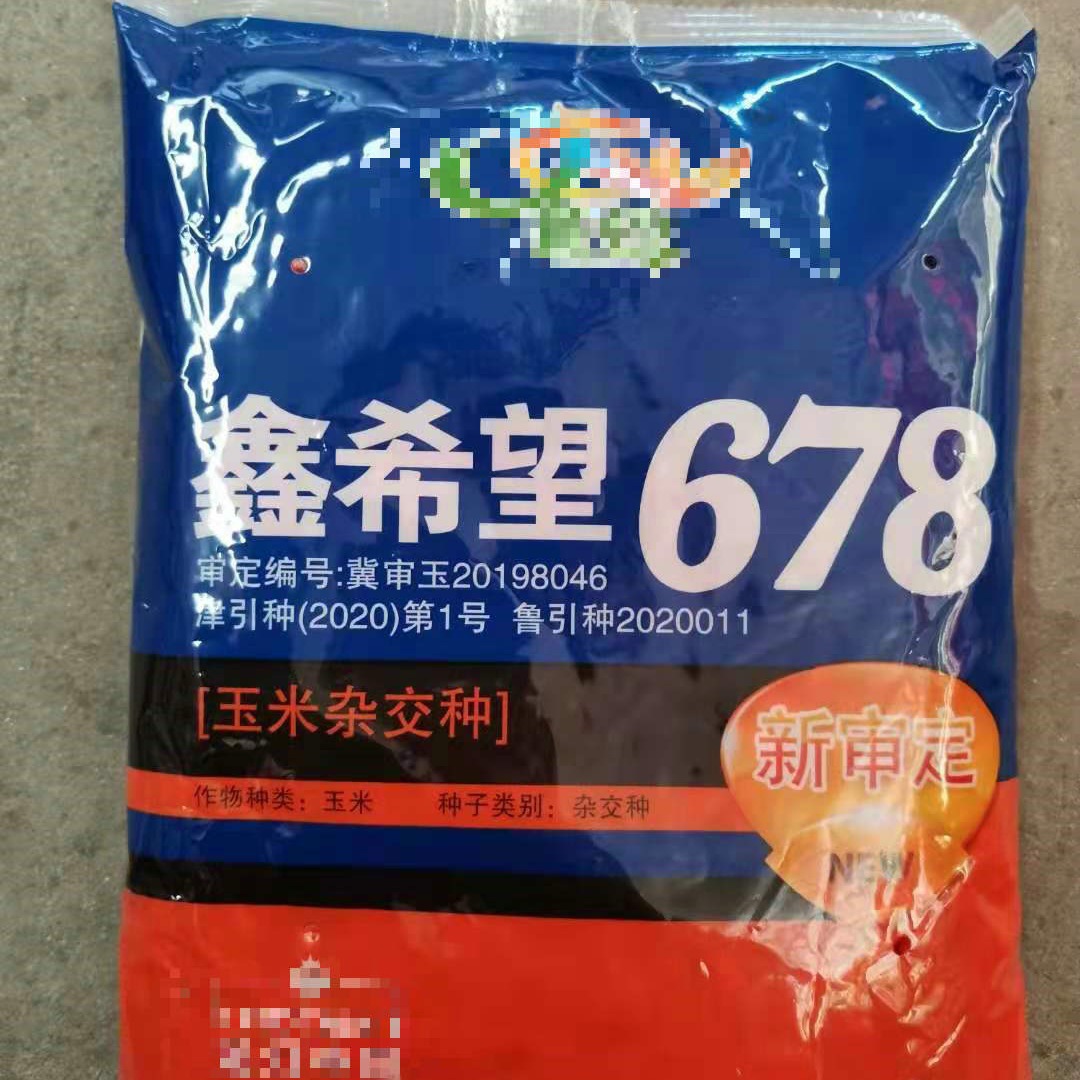 鑫希望678
审定编号:冀审玉20198046
津引种(2020)第1号 鲁引种2020011
[玉米杂交种]
新审定
作物种类：玉米 种子类别：杂交种
NEW